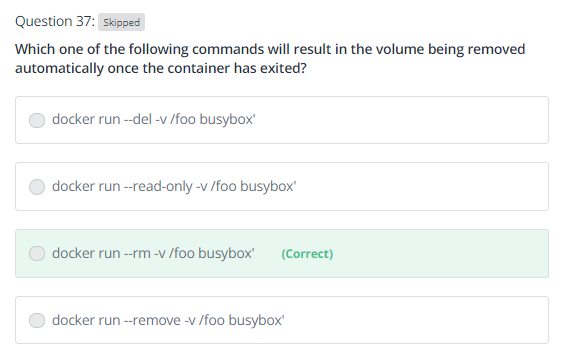 Question 37: Skipped
Which one of the following commands will result in the volume being removed
automatically once the container has exited?
docker run --del -v /foo busybox'
docker run --read-only -v /foo busybox'
docker run --rm -v /foo busybox' (Correct)
docker run --remove -v /foo busybox'